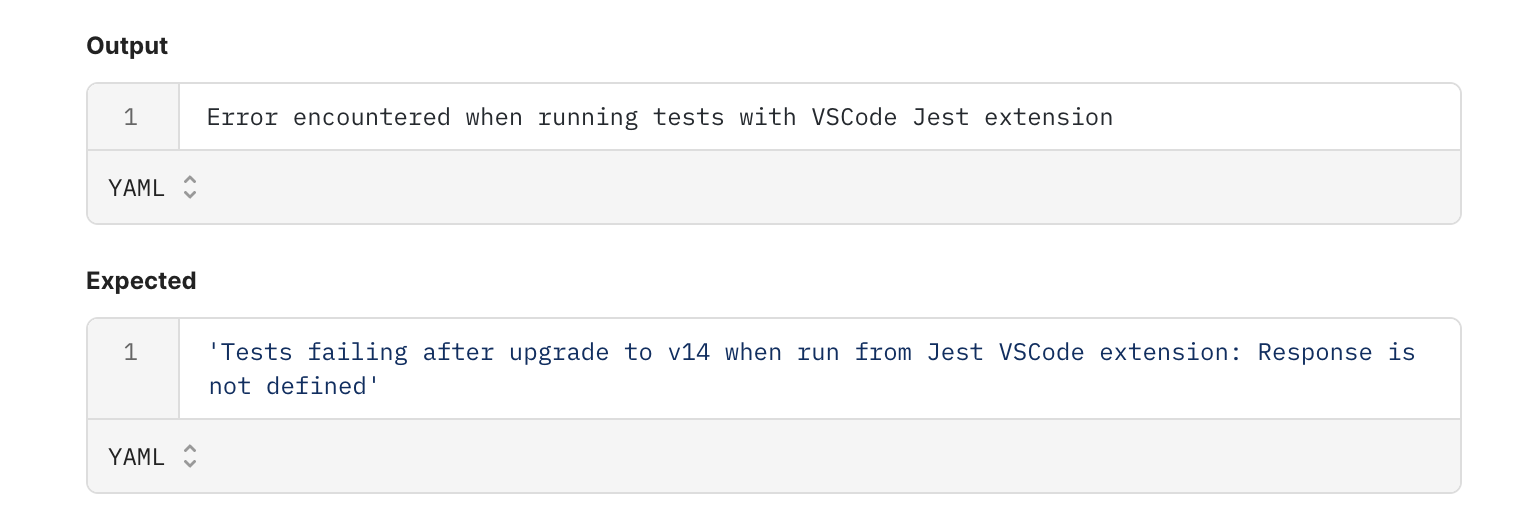 Output
1
Error encountered when running tests with VSCode Jest extension
YAML
Expected
1
'Tests failing after upgrade to v14 when run from Jest VSCode extension: Response is
not defined'
YAML